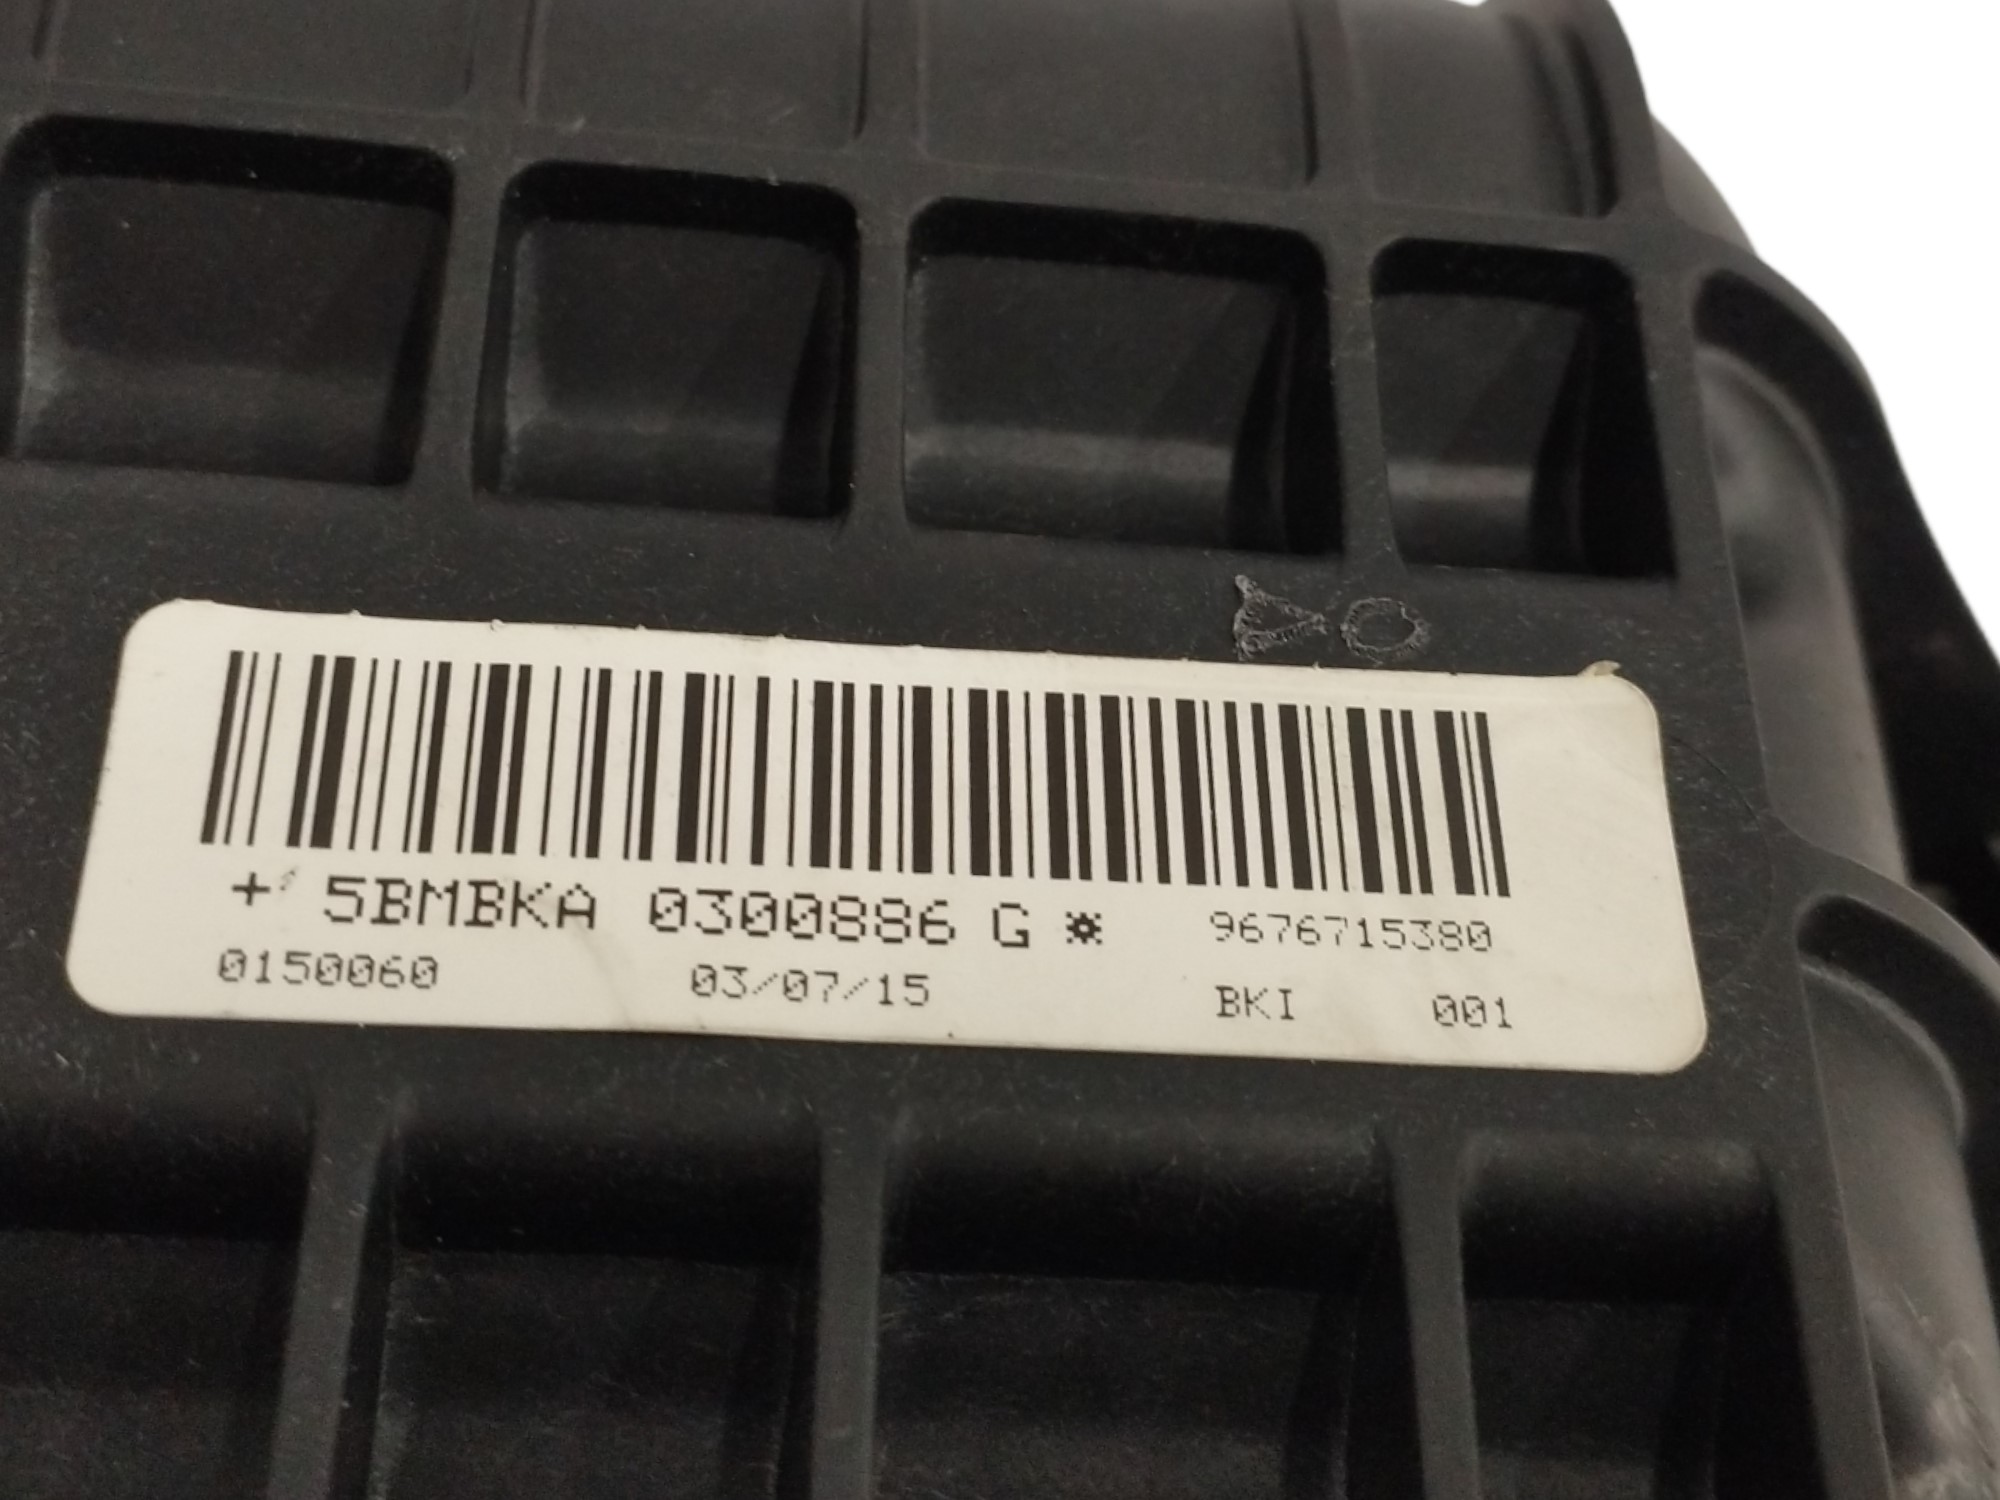 + 5BMBKA 0300886 G * 9676715380
0150060 03/07/15 BKI 001